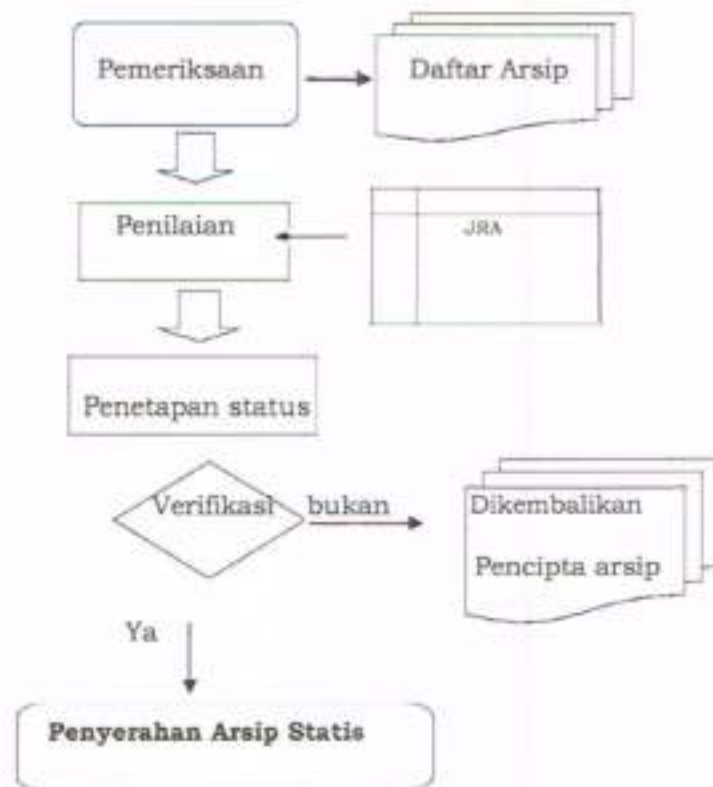 Pemeriksaan
Daftar Arsip
Penilaian
JRA
Penetapan status
Verifikasi
bukan
Dikembalikan
Pencipta arsip
Ya
Penyerahan Arsip Statis